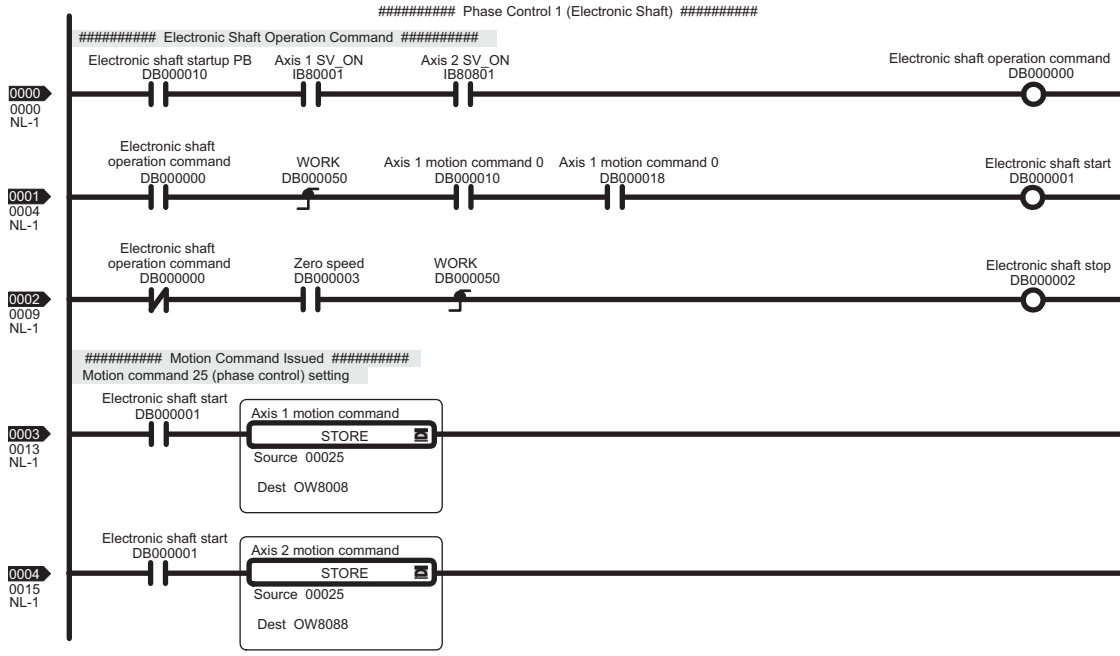 ########## Phase Control 1 (Electronic Shaft) ##########
########## Electronic Shaft Operation Command ##########
Electronic shaft startup PB Axis 1 SV_ON Axis 2 SV_ON Electronic shaft operation command
DB000010 IB80001 IB80801 DB000000
0000
0000
NL-1
Electronic shaft
operation command WORK Axis 1 motion command 0 Axis 1 motion command 0 Electronic shaft start
DB000000 DB000050 DB000010 DB000018 DB000001
0001
0004
NL-1
Electronic shaft
operation command Zero speed WORK Electronic shaft stop
DB000000 DB000003 DB000050 DB000002
0002
0009
NL-1
########## Motion Command Issued ##########
Motion command 25 (phase control) setting
Electronic shaft start
DB000001 Axis 1 motion command
0003 STORE
0013
NL-1
Source 00025
Dest OW8008
Electronic shaft start
DB000001 Axis 2 motion command
0004 STORE
0015
NL-1
Source 00025
Dest OW8088